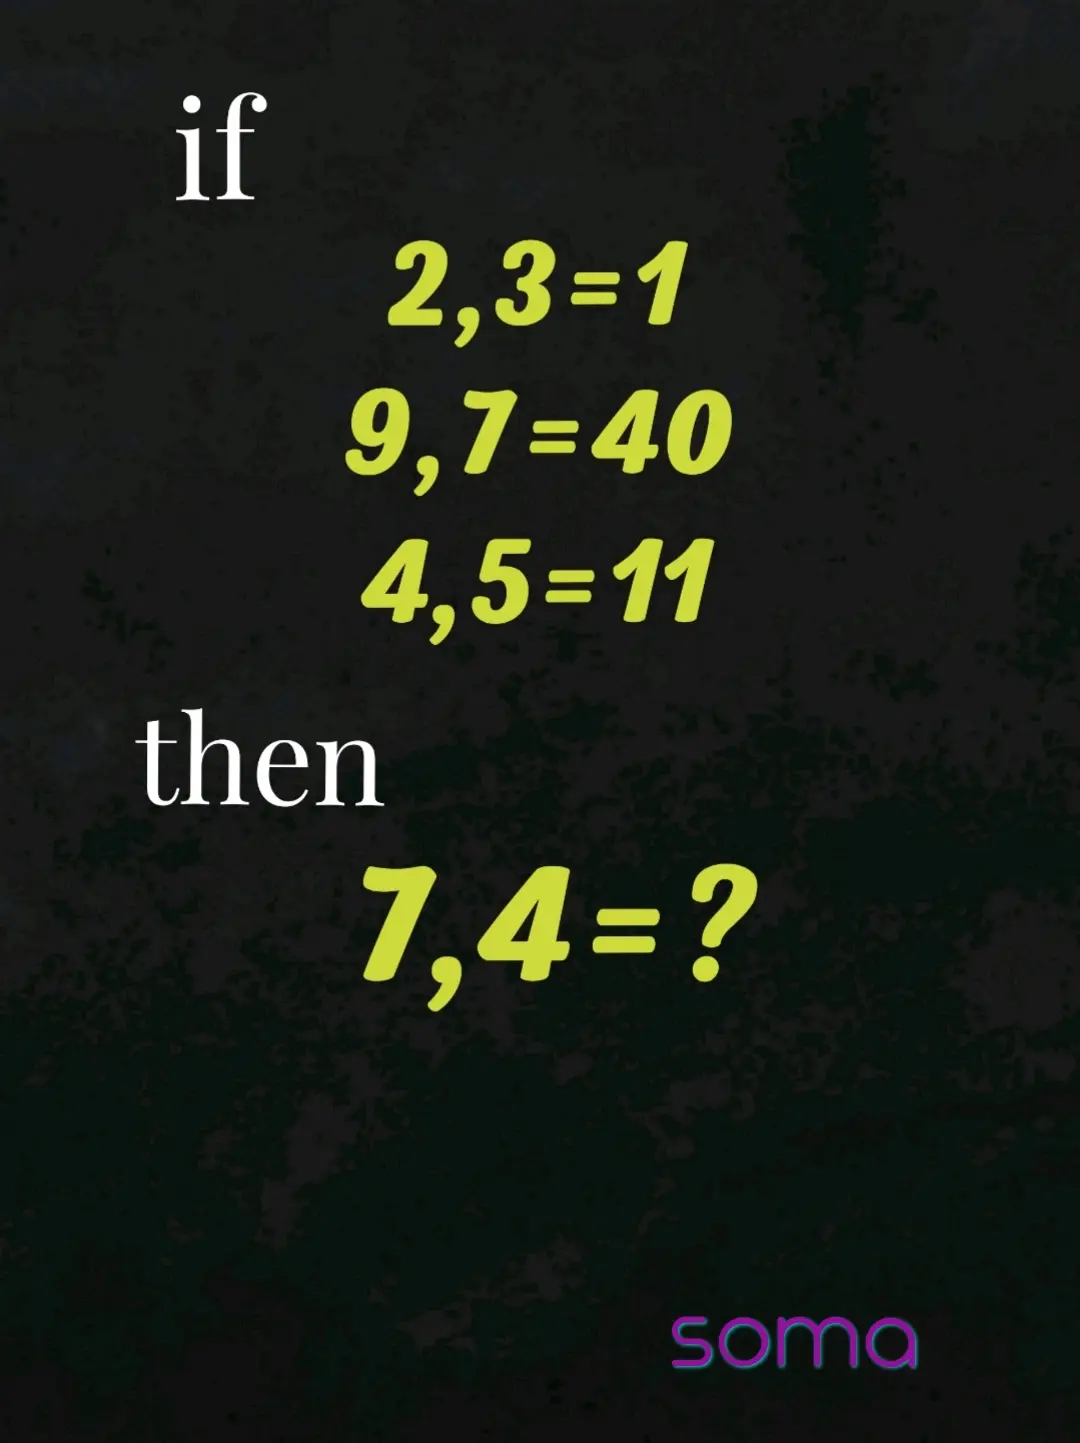 if
2,3=1
9,7=40
4,5=11
then
7,4=?
soma